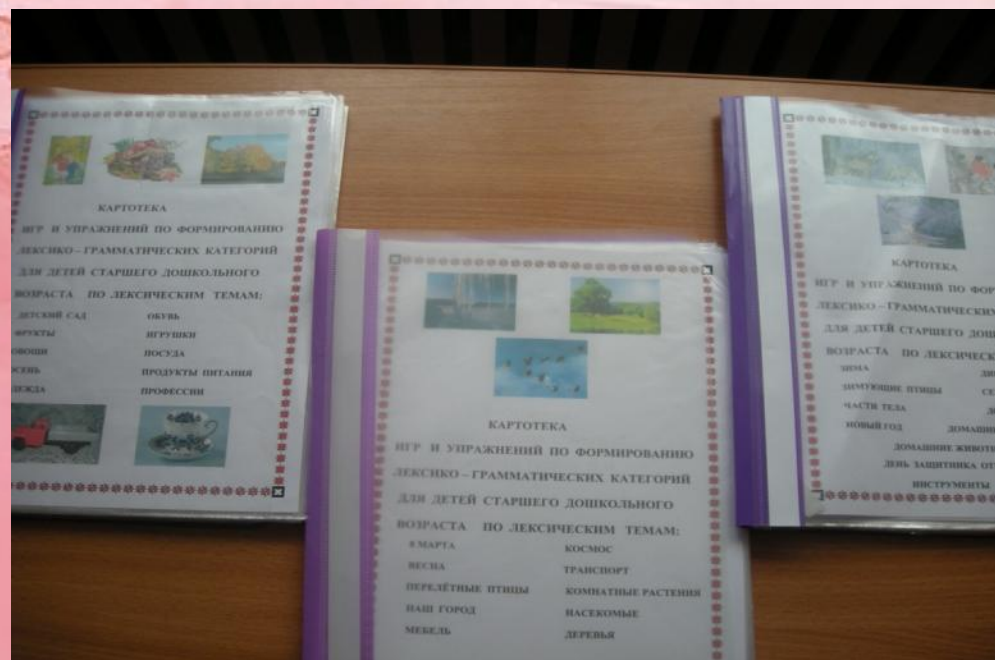 КАРТОТЕКА
ИГР И УПРАЖНЕНИЙ ПО ФОРМИРОВАНИЮ
ЛЕКСИКО – ГРАММАТИЧЕСКИХ КАТЕГОРИЙ
ДЛЯ ДЕТЕЙ СТАРШЕГО ДОШКОЛЬНОГО
ВОЗРАСТА ПО ЛЕКСИЧЕСКИМ ТЕМАМ:
ДЕТСКИЙ САД ОБУВЬ
ФРУКТЫ ИГРУШКИ
ОВОЩИ ПОСУДА
ОСЕНЬ ПРОДУКТЫ ПИТАНИЯ
ОДЕЖДА ПРОФЕССИИ
КАРТОТЕКА
ИГР И УПРАЖНЕНИЙ ПО ФОРМИРОВАНИЮ
ЛЕКСИКО – ГРАММАТИЧЕСКИХ КАТЕГОРИЙ
ДЛЯ ДЕТЕЙ СТАРШЕГО ДОШКОЛЬНОГО
ВОЗРАСТА ПО ЛЕКСИЧЕСКИМ ТЕМАМ:
8 МАРТА КОСМОС
ВЕСНА ТРАНСПОРТ
ПЕРЕЛЁТНЫЕ ПТИЦЫ КОМНАТНЫЕ РАСТЕНИЯ
НАШ ГОРОД НАСЕКОМЫЕ
МЕБЕЛЬ ДЕРЕВЬЯ
КАРТОТЕКА
ИГР И УПРАЖНЕНИЙ ПО
ЛЕКСИКО – ГРАММАТИЧЕСКИХ
ДЛЯ ДЕТЕЙ СТАРШЕГО
ВОЗРАСТА ПО
ЗИМА
ЗИМУЮЩИЕ ПТИЦЫ
ЧАСТИ ТЕЛА
НОВЫЙ ГОД
ДОМАШНИЕ
ДЕНЬ ЗАЩИТНИКА
ИНСТРУМЕНТЫ